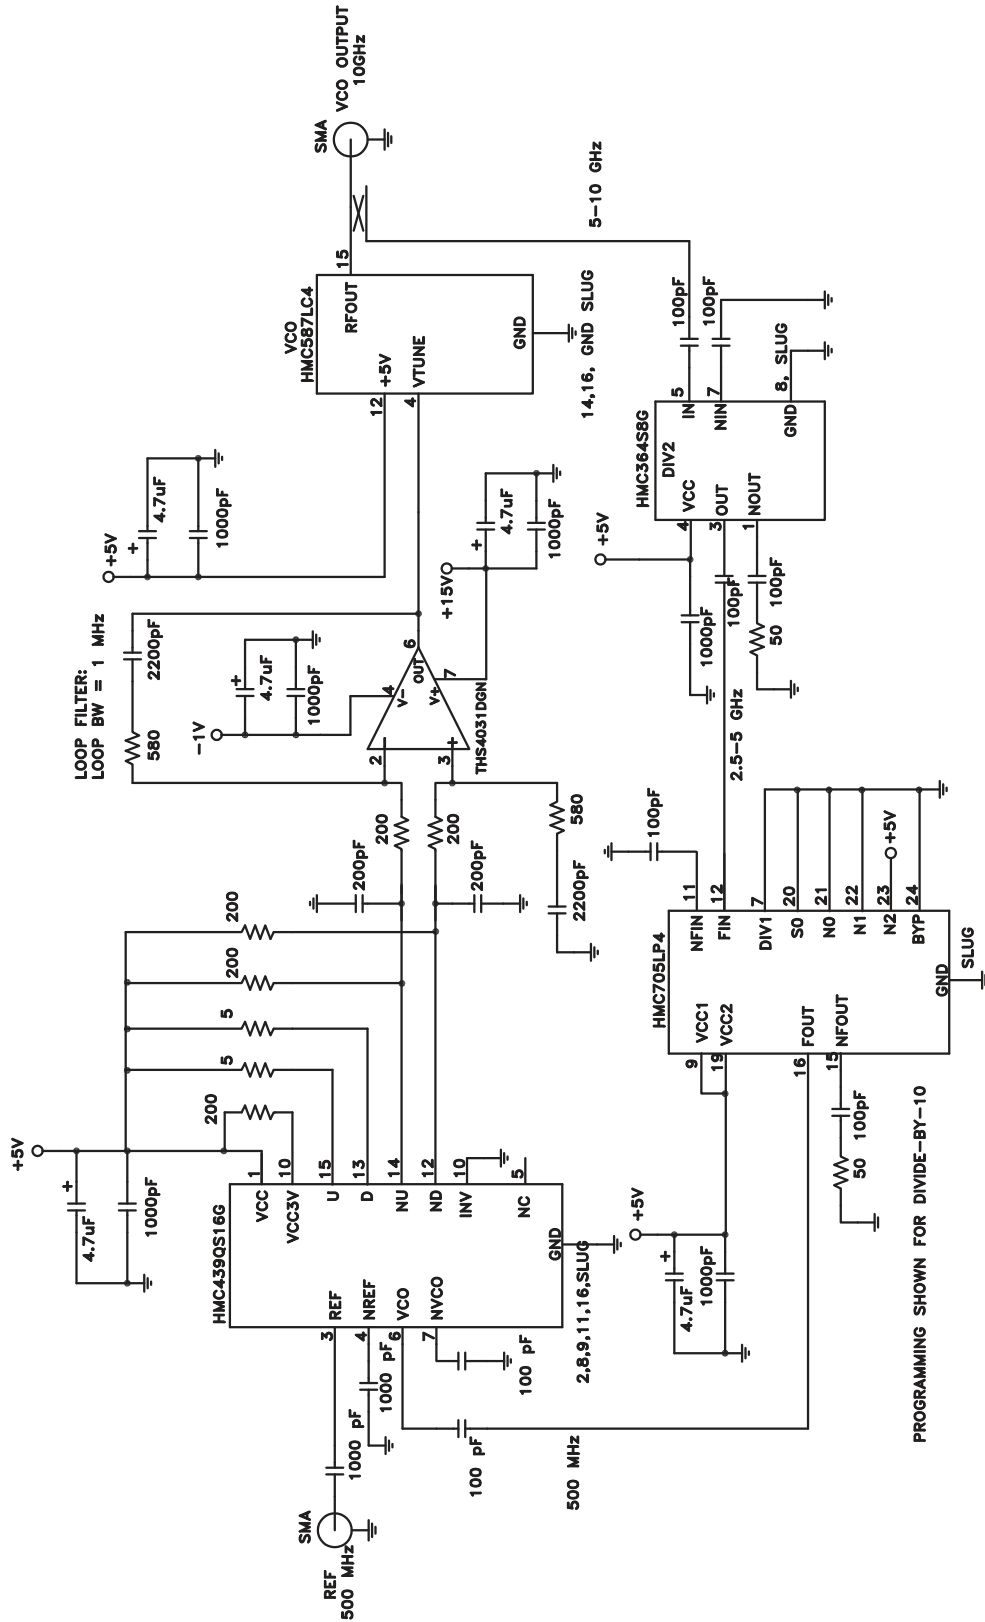 REF
500 MHz
SMA
1000 pF
1000 pF
+5V
+
4.7uF
1000pF
HMC439QS16G
3
REF
4
NREF
6
VCO
7
NVCO
GND
2,8,9,11,16,SLUG
1
VCC
10
VCC3V
15
U
13
D
14
NU
12
ND
10
INV
5
NC
200
5
5
200
200
100 pF
100 pF
500 MHz
200pF
200pF
200
200
580
2200pF
LOOP FILTER:
LOOP BW = 1 MHz
580
2200pF
-1V
+
4.7uF
1000pF
2
3
4
V-
OUT
6
V+
7
THS4031DGN
+15V
+
4.7uF
1000pF
+5V
+
4.7uF
1000pF
VCO
HMC587LC4
12
+5V
4
VTUNE
RFOUT
15
GND
14,16, GND SLUG
SMA
VCO OUTPUT
10GHz
5-10 GHz
HMC364S8G
DIV2
4
VCC
3
OUT
1
NOUT
5
IN
7
NIN
GND
8, SLUG
100pF
100pF
+5V
1000pF
100pF
100pF
50
2.5-5 GHz
HMC705LP4
9
VCC1
19
VCC2
16
FOUT
15
NFOUT
11
NFIN
12
FIN
7
DIV1
20
S0
21
N0
22
N1
23
N2
24
BYP
GND
SLUG
100pF
+5V
+5V
+
4.7uF
1000pF
100pF
50
PROGRAMMING SHOWN FOR DIVIDE-BY-10